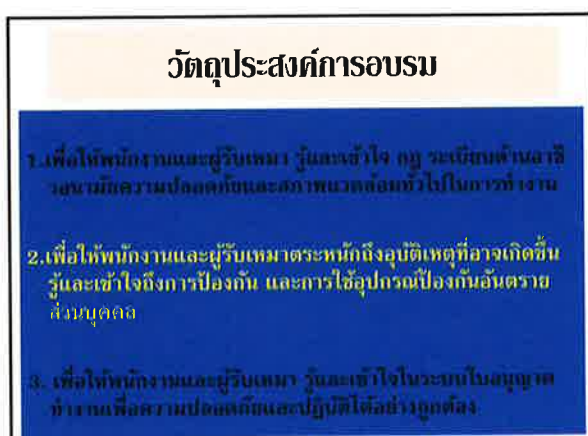 วัตถุประสงค์การอบรม
1.เพื่อให้พนักงานและผู้รับเหมา รู้และเข้าใจ กฎ ระเบียบด้านอาชี
วอนามัยความปลอดภัยและสภาพแวดล้อมทั่วไปในการทำงาน
2.เพื่อให้พนักงานและผู้รับเหมาตระหนักถึงอุบัติเหตุที่อาจเกิดขึ้น
รู้และเข้าใจถึงการป้องกัน และการใช้อุปกรณ์ป้องกันอันตราย
ส่วนบุคคล
3. เพื่อให้พนักงานและผู้รับเหมา รู้และเข้าใจในระบบใบอนุญาต
ทำงานเพื่อความปลอดภัยและปฏิบัติได้อย่างถูกต้อง